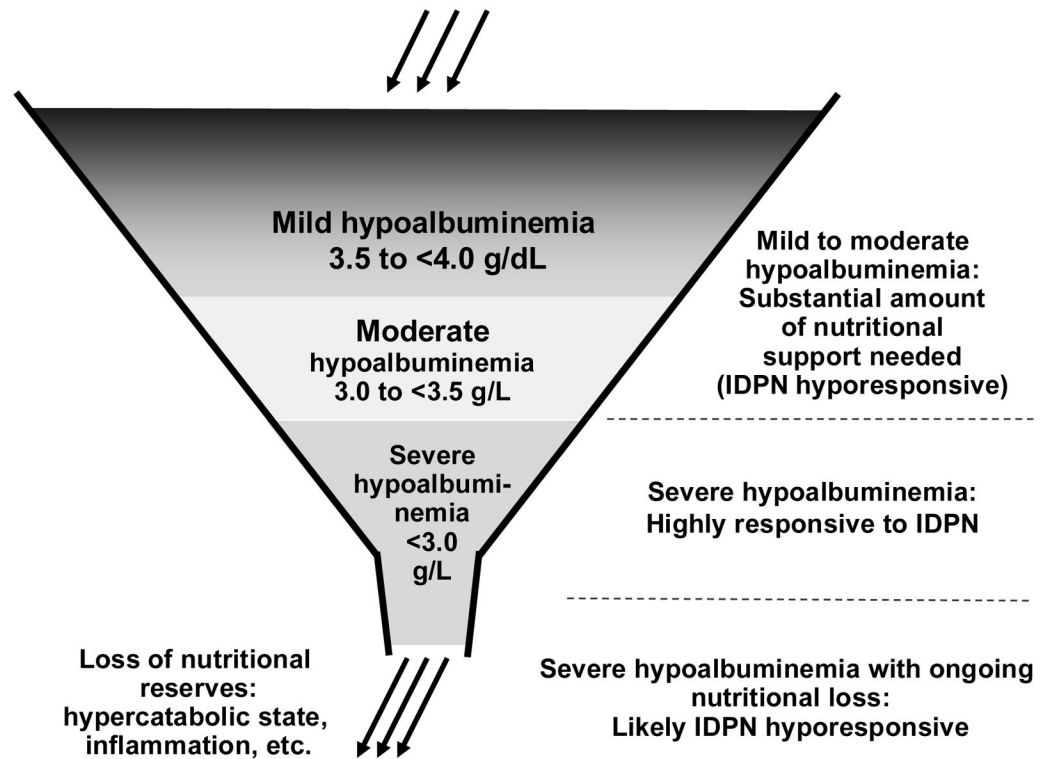 Mild hypoalbuminemia
3.5 to <4.0 g/dL
Moderate
hypoalbuminemia
3.0 to <3.5 g/L
Severe
hypoalbumi-
nemia
<3.0
g/L
Mild to moderate
hypoalbuminemia:
Substantial amount
of nutritional
support needed
(IDPN hyporesponsive)
Severe hypoalbuminemia:
Highly responsive to IDPN
Loss of nutritional
reserves:
hypercatabolic state,
inflammation, etc.
Severe hypoalbuminemia with ongoing
nutritional loss:
Likely IDPN hyporesponsive